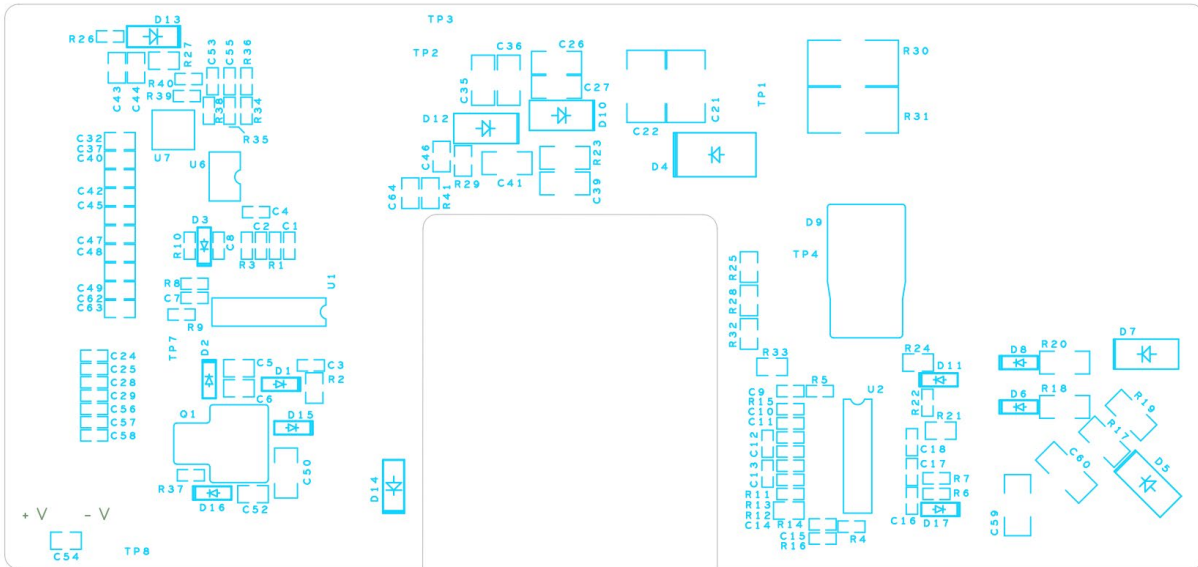 D13
TP3
R26
R27
C53
C55
R36
TP2
C36
C26
R30
C43
C44
R40
R39
C35
C27
TP1
R38
R34
C22
C21
R31
R35
D12
D10
C32
C37
C40
U7
U6
C46
R29
C41
R23
D4
C42
C64
R41
C39
C45
C4
D3
D9
C47
C48
R10
C8
C2
C1
R3
R1
R25
TP4
C49
C62
C63
R8
C7
R9
U1
R28
R32
TP7
D2
C24
C25
C28
C29
C56
C57
C58
C5
C3
D1
R2
C6
R33
R24
D11
D8
R20
D7
Q1
D15
C9
R5
R15
C10
C11
U2
R22
R21
D6
R18
R19
R17
C12
C13
C18
C17
C60
D5
R37
D16
C50
C52
D14
R11
R13
R12
C14
R7
R6
C16
D17
C59
+ V
- V
C54
TP8
R14
C15
R16
R4